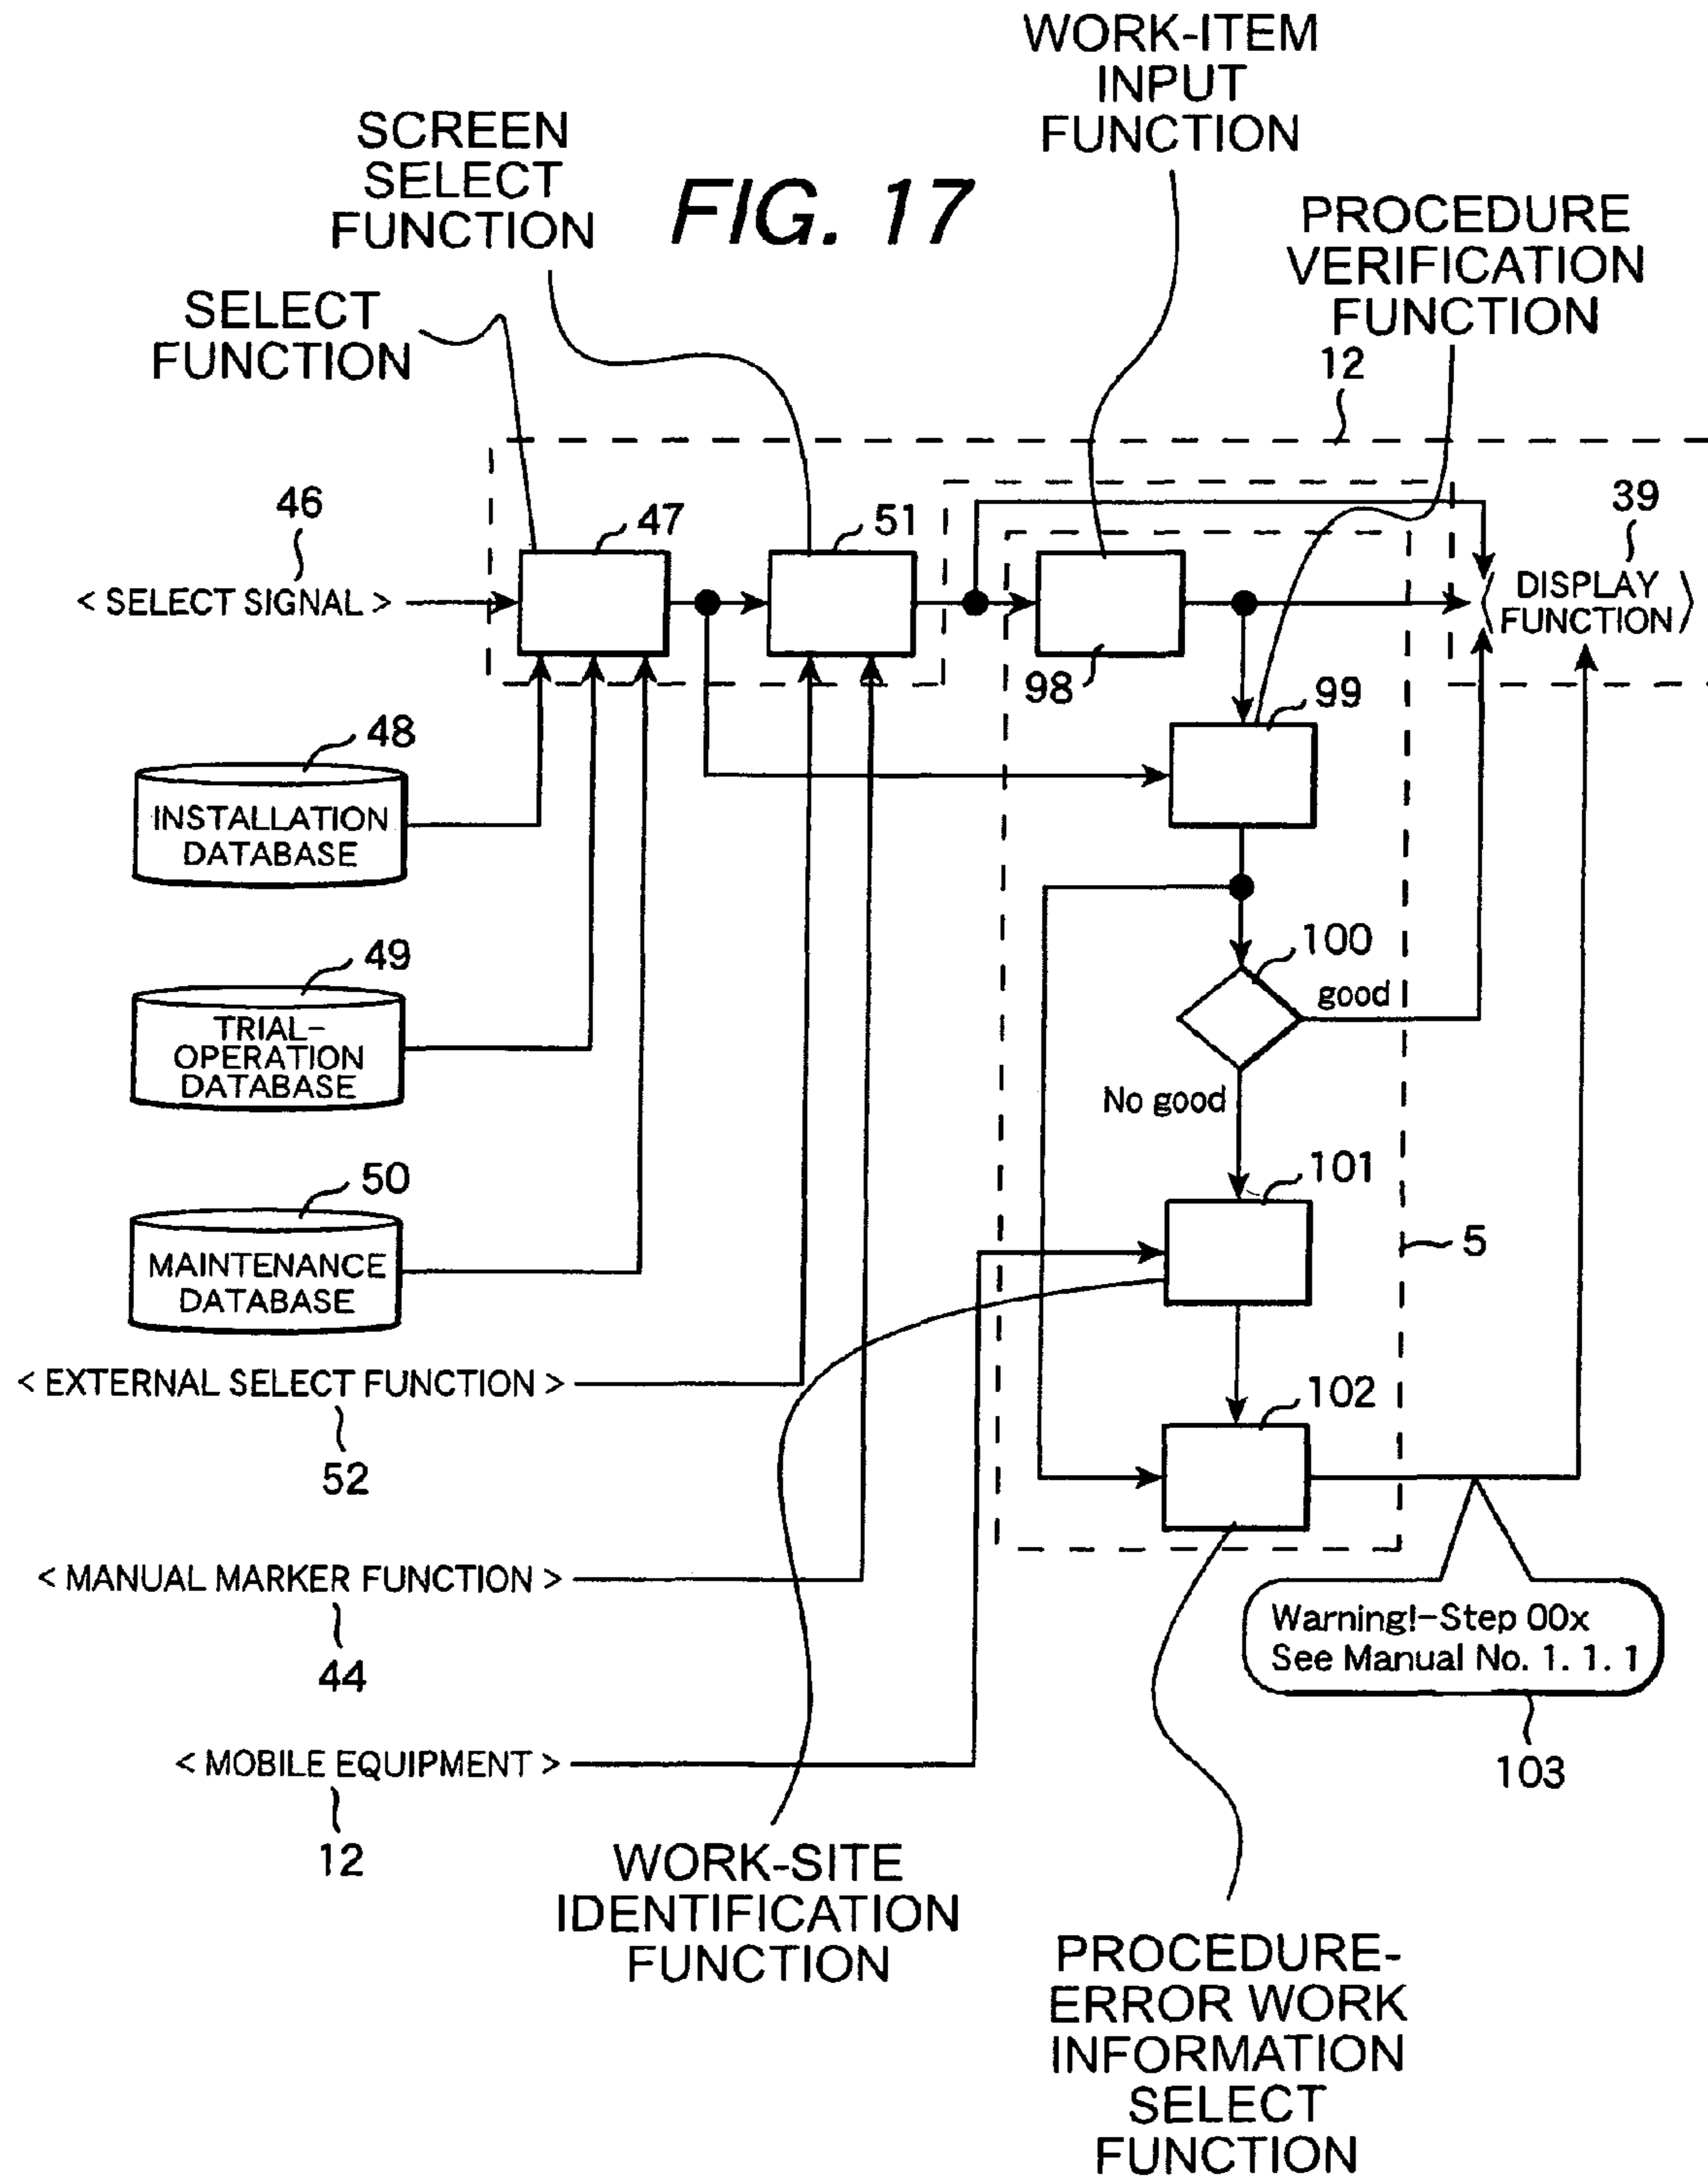 WORK-ITEM
INPUT
FUNCTION
SCREEN
SELECT
FUNCTION
FIG. 17
PROCEDURE
VERIFICATION
FUNCTION
SELECT
FUNCTION
12
46
47
51
39
< SELECT SIGNAL >
< DISPLAY
FUNCTION >
98
99
48
INSTALLATION
DATABASE
100
good
49
TRIAL-
OPERATION
DATABASE
No good
101
50
MAINTENANCE
DATABASE
5
< EXTERNAL SELECT FUNCTION >
52
102
< MANUAL MARKER FUNCTION >
44
Warning!-Step 00x
See Manual No. 1. 1. 1
103
< MOBILE EQUIPMENT >
12
WORK-SITE
IDENTIFICATION
FUNCTION
PROCEDURE-
ERROR WORK
INFORMATION
SELECT
FUNCTION